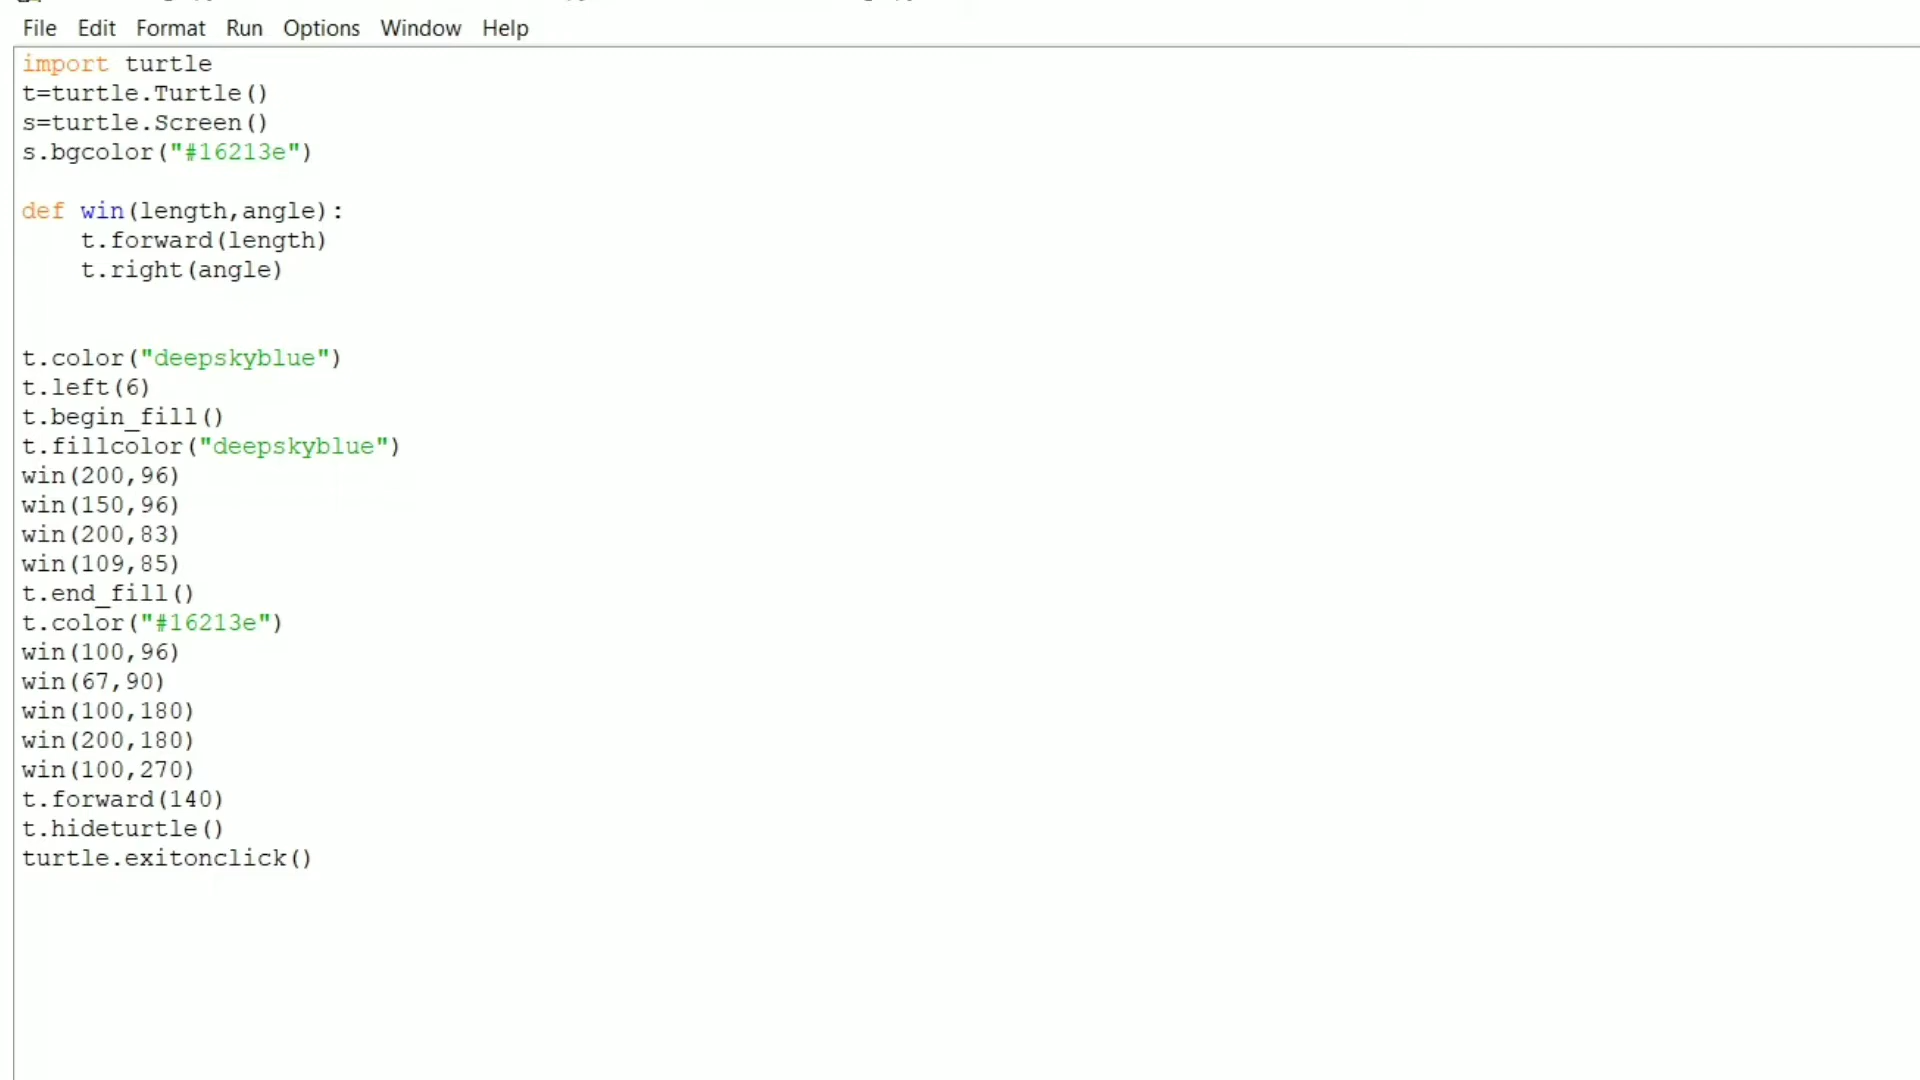 File Edit Format Run Options Window Help
import turtle
t=turtle.Turtle()
s=turtle.Screen()
s.bgcolor("#16213e")
def win(length,angle):
    t.forward(length)
    t.right(angle)
t.color("deepskyblue")
t.left(6)
t.begin_fill()
t.fillcolor("deepskyblue")
win(200,96)
win(150,96)
win(200,83)
win(109,85)
t.end_fill()
t.color("#16213e")
win(100,96)
win(67,90)
win(100,180)
win(200,180)
win(100,270)
t.forward(140)
t.hideturtle()
turtle.exitonclick()